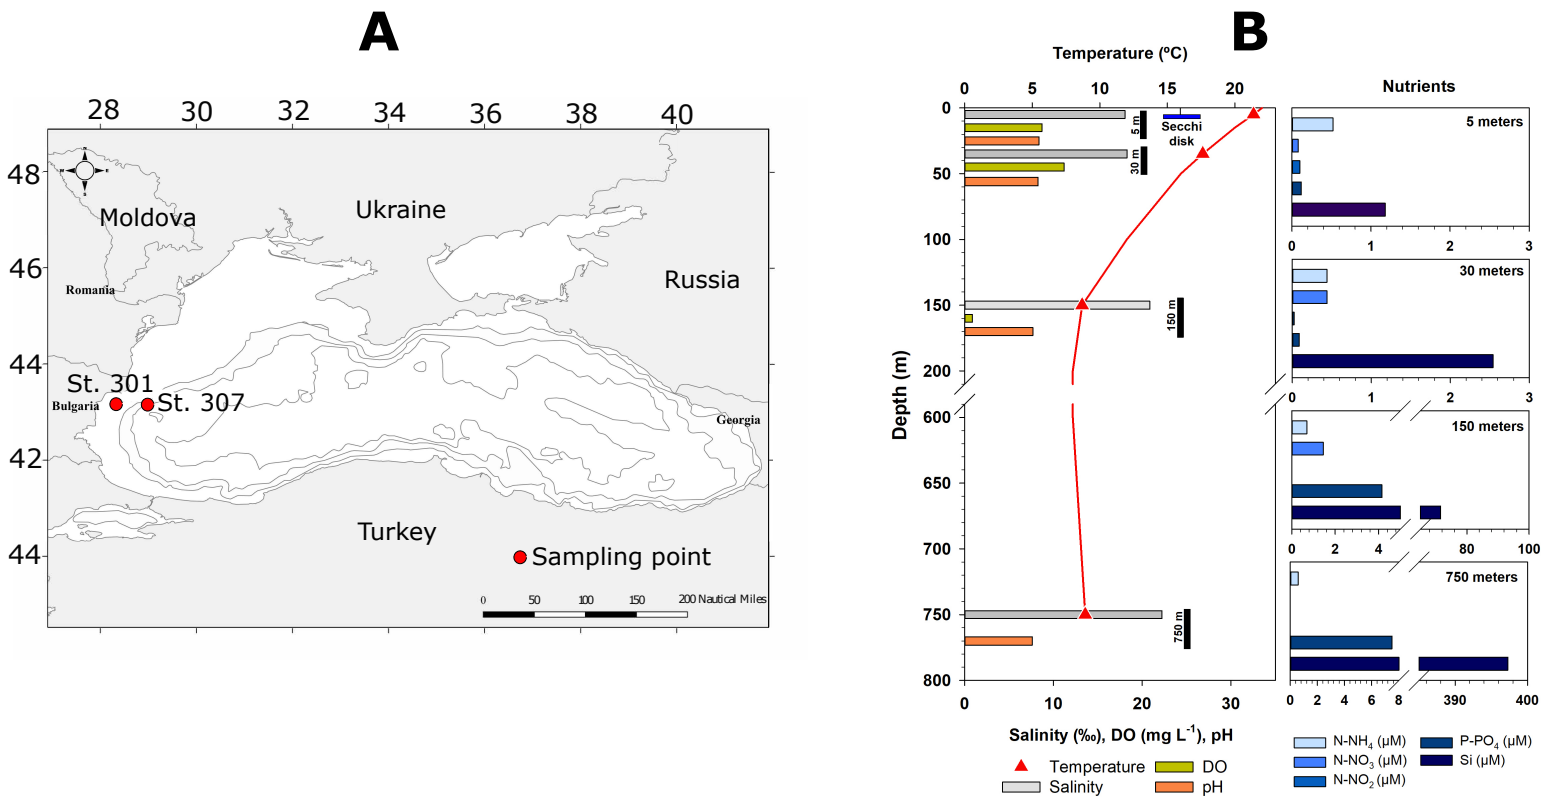 A
28 30 32 34 36 38 40
48
46
44
42
44
Moldova
Ukraine
Russia
Romania
St. 301
Bulgaria
St. 307
Georgia
Turkey
Sampling point
0 50 100 150 200 Nautical Miles
B
Temperature (ºC)
0 5 10 15 20
0
50
100
150
200
600
650
700
750
800
Depth (m)
5 m
30 m
150 m
750 m
Secchi
disk
0 10 20 30
Salinity (‰), DO (mg L-1), pH
Temperature
DO
Salinity
pH
Nutrients
5 meters
0 1 2 3
30 meters
0 1 2 3
150 meters
0 2 4 80 100
750 meters
0 2 4 6 8 390 400
N-NH4 (µM)
P-PO4 (µM)
N-NO3 (µM)
Si (µM)
N-NO2 (µM)